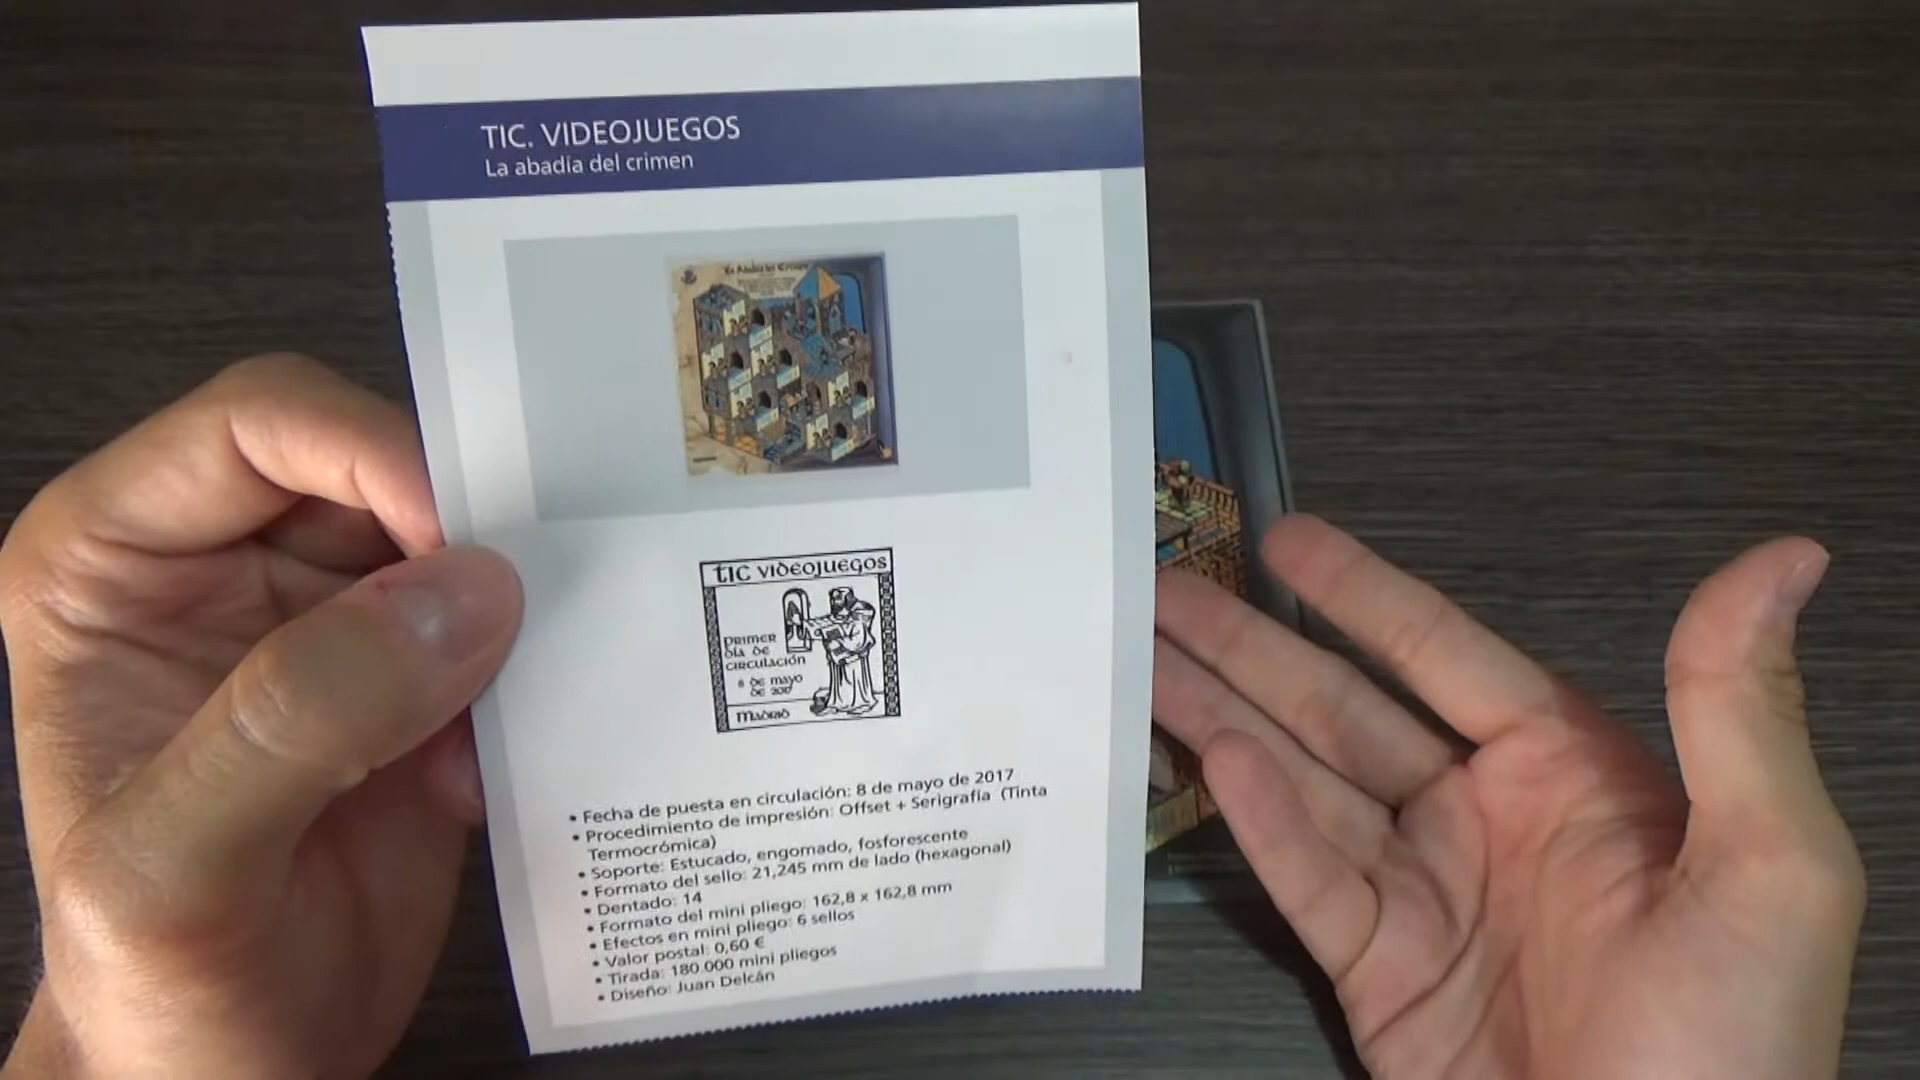 TIC. VIDEOJUEGOS
La abadía del crimen
La Abadía del Crimen
TIC VIDEOJUEGOS
PRIMER
DÍA DE
CIRCULACIÓN
8 DE MAYO
DE 2017
MADRID
• Fecha de puesta en circulación: 8 de mayo de 2017
• Procedimiento de impresión: Offset + Serigrafía (Tinta
Termocrómica)
• Soporte: Estucado, engomado, fosforescente
• Formato del sello: 21,245 mm de lado (hexagonal)
• Dentado: 14
• Formato del mini pliego: 162,8 x 162,8 mm
• Efectos en mini pliego: 6 sellos
• Valor postal: 0,60 €
• Tirada: 180.000 mini pliegos
• Diseño: Juan Delcán